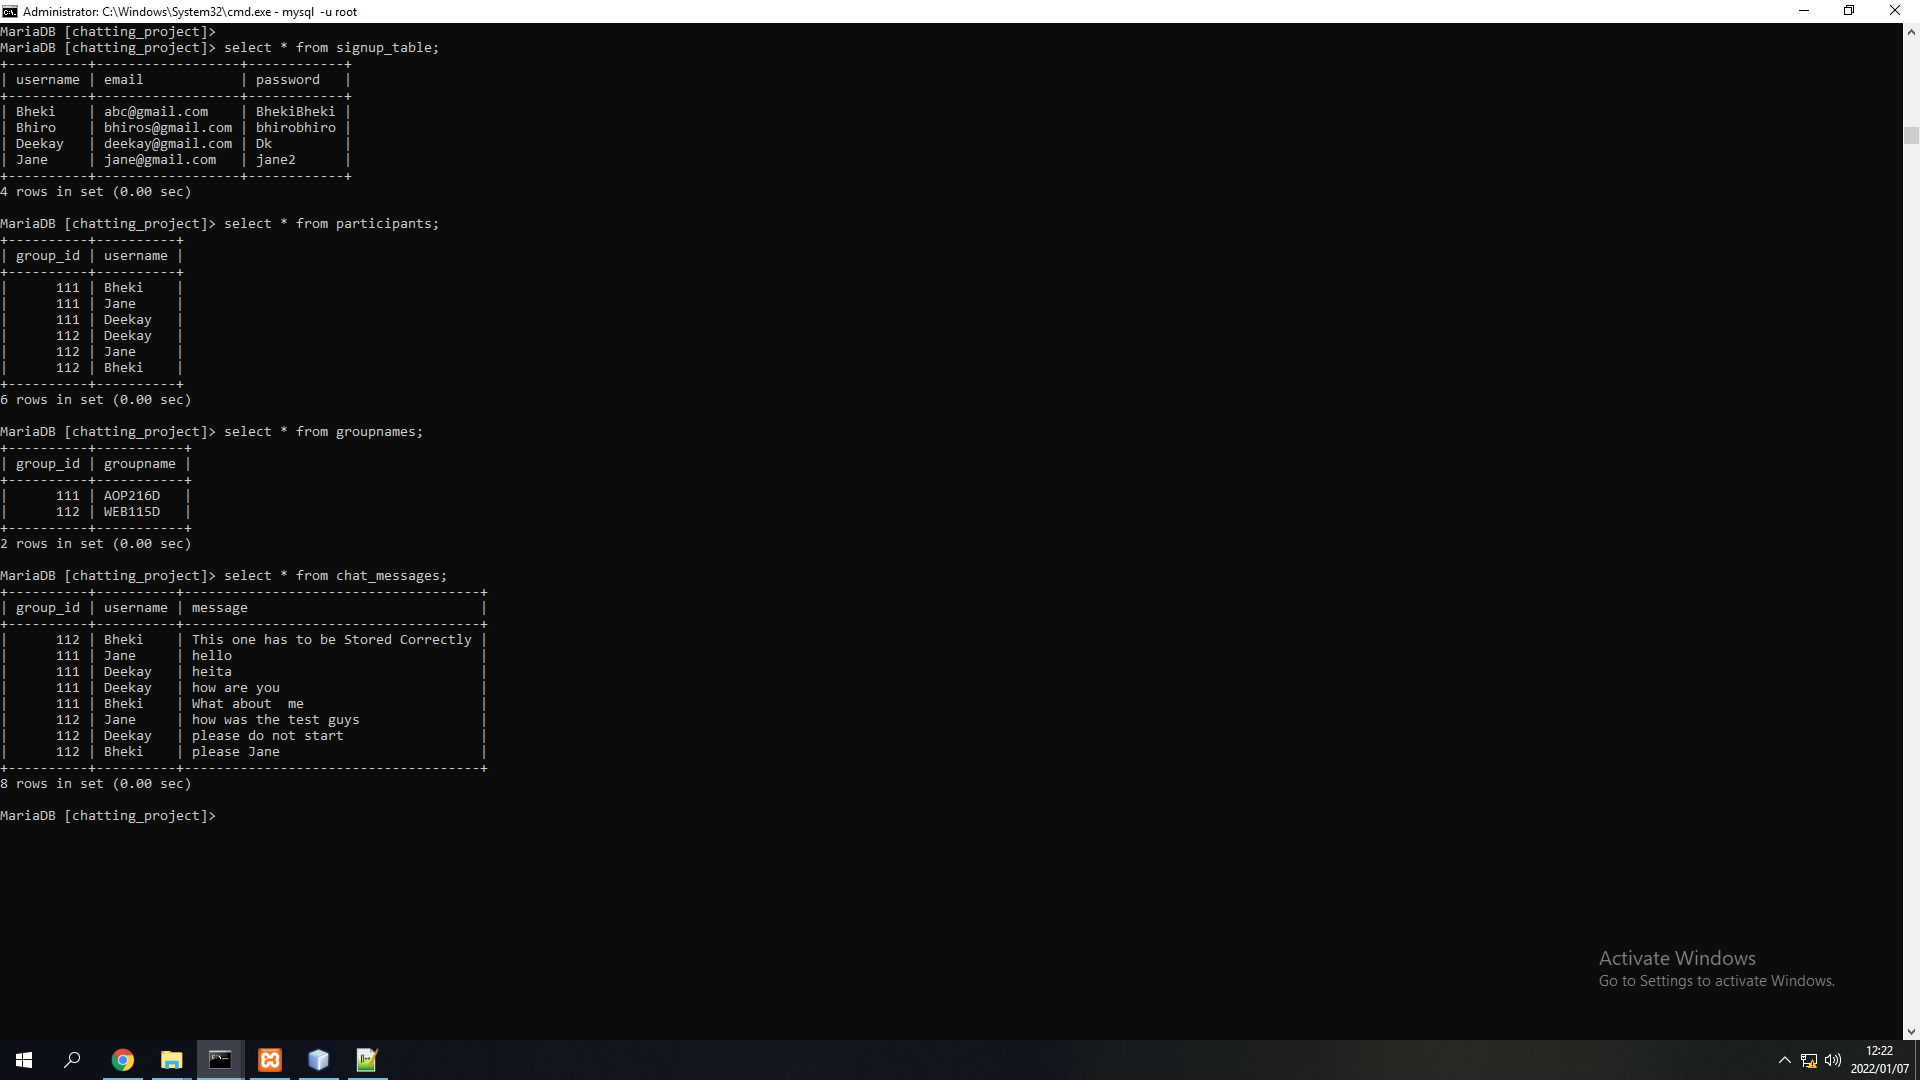 Administrator: C:\Windows\System32\cmd.exe - mysql  -u root
MariaDB [chatting_project]>
MariaDB [chatting_project]> select * from signup_table;
+----------+------------------+------------+
| username | email            | password   |
+----------+------------------+------------+
| Bheki    | abc@gmail.com    | BhekiBheki |
| Bhiro    | bhiros@gmail.com | bhirobhiro |
| Deekay   | deekay@gmail.com | Dk         |
| Jane     | jane@gmail.com   | jane2      |
+----------+------------------+------------+
4 rows in set (0.00 sec)

MariaDB [chatting_project]> select * from participants;
+----------+----------+
| group_id | username |
+----------+----------+
|      111 | Bheki    |
|      111 | Jane     |
|      111 | Deekay   |
|      112 | Deekay   |
|      112 | Jane     |
|      112 | Bheki    |
+----------+----------+
6 rows in set (0.00 sec)

MariaDB [chatting_project]> select * from groupnames;
+----------+-----------+
| group_id | groupname |
+----------+-----------+
|      111 | AOP216D   |
|      112 | WEB115D   |
+----------+-----------+
2 rows in set (0.00 sec)

MariaDB [chatting_project]> select * from chat_messages;
+----------+----------+-------------------------------------+
| group_id | username | message                             |
+----------+----------+-------------------------------------+
|      112 | Bheki    | This one has to be Stored Correctly |
|      111 | Jane     | hello                               |
|      111 | Deekay   | heita                               |
|      111 | Deekay   | how are you                         |
|      111 | Bheki    | What about  me                      |
|      112 | Jane     | how was the test guys               |
|      112 | Deekay   | please do not start                 |
|      112 | Bheki    | please Jane                         |
+----------+----------+-------------------------------------+
8 rows in set (0.00 sec)

MariaDB [chatting_project]>
Activate Windows
Go to Settings to activate Windows.
12:22
2022/01/07